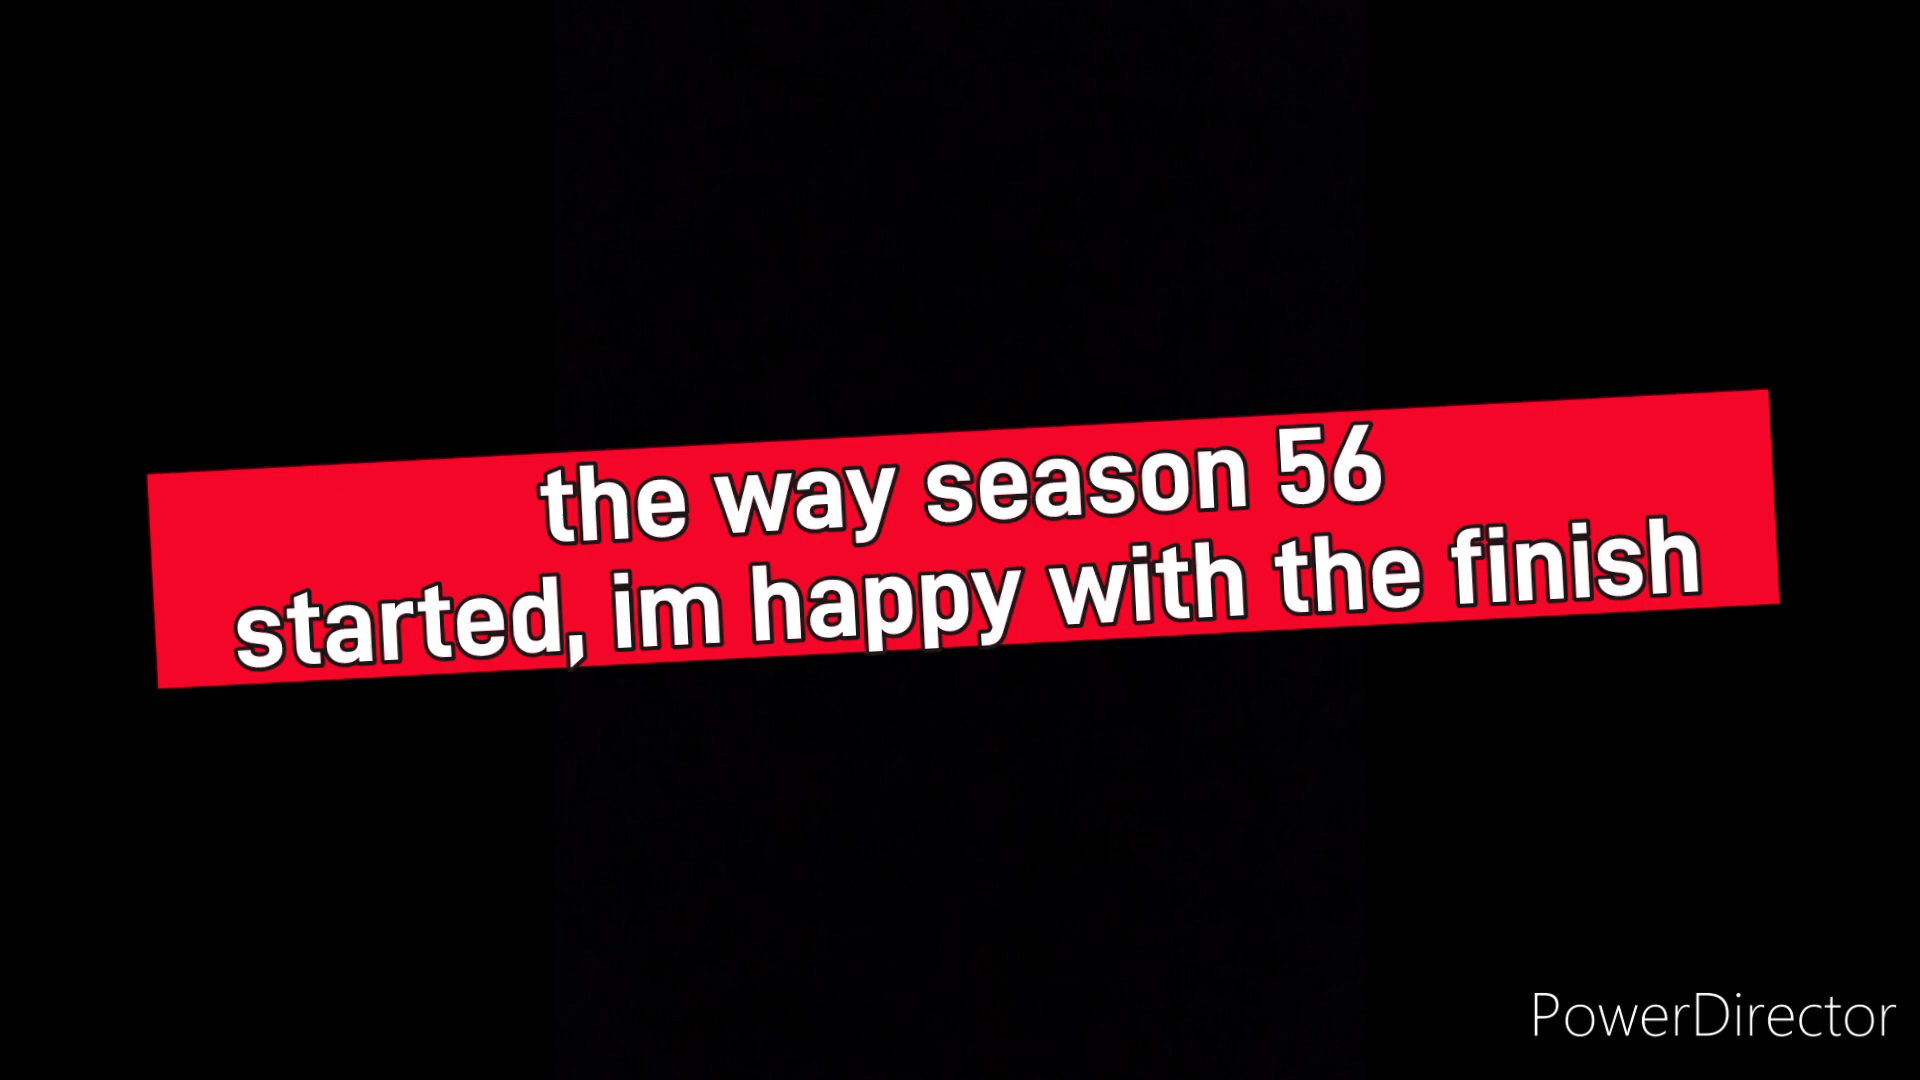 the way season 56
started, im happy with the finish
PowerDirector